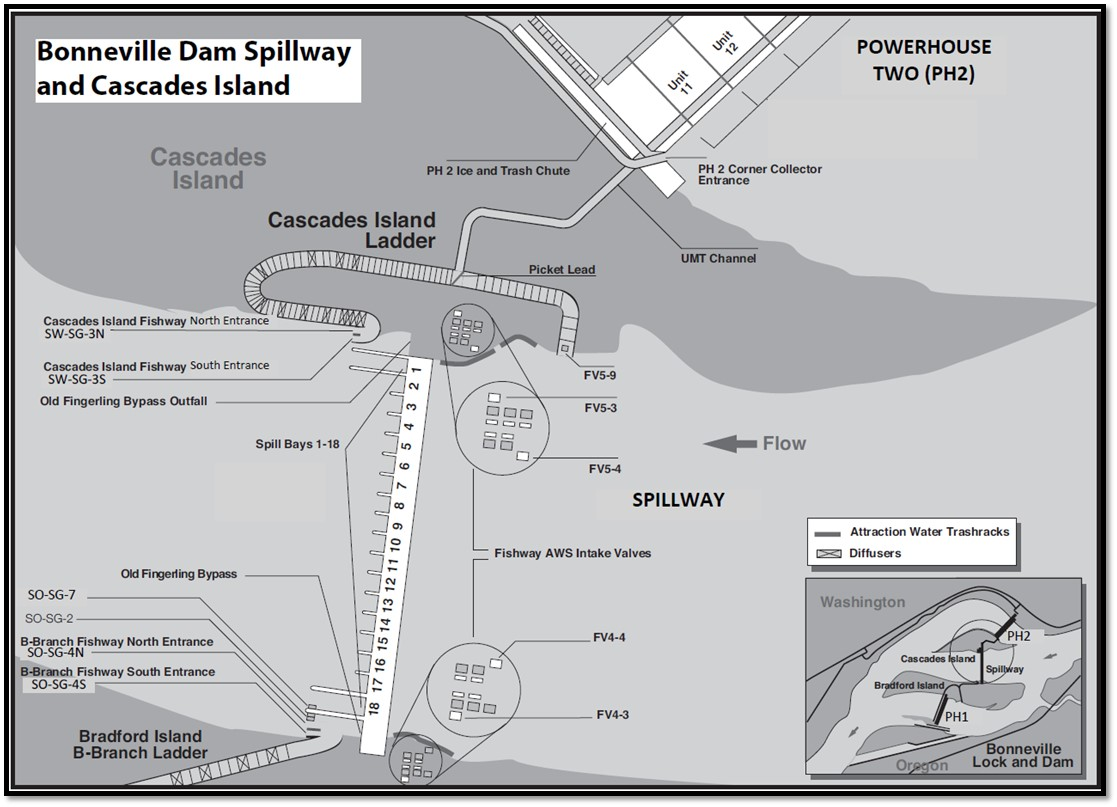 Bonneville Dam Spillway
and Cascades Island
POWERHOUSE
TWO (PH2)
Unit
12
Unit
11
Cascades
Island
PH 2 Ice and Trash Chute
PH 2 Corner Collector
Entrance
Cascades Island
Ladder
UMT Channel
Picket Lead
Cascades Island Fishway North Entrance
SW-SG-3N
Cascades Island Fishway South Entrance
SW-SG-3S
Old Fingerling Bypass Outfall
FV5-9
FV5-3
FV5-4
Spill Bays 1-18
1
2
3
4
5
6
7
8
9
10
11
12
13
14
15
16
17
18
Flow
SPILLWAY
Attraction Water Trashracks
Diffusers
Fishway AWS Intake Valves
Old Fingerling Bypass
SO-SG-7
SO-SG-2
B-Branch Fishway North Entrance
SO-SG-4N
B-Branch Fishway South Entrance
SO-SG-4S
FV4-4
FV4-3
Bradford Island
B-Branch Ladder
Washington
PH2
Cascades Island
Spillway
Bradford Island
PH1
Bonneville
Lock and Dam
Oregon